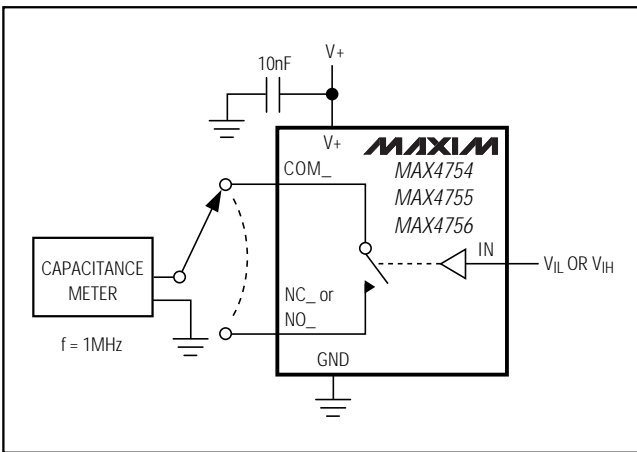 V+
10nF
V+
MAXIM
COM_
MAX4754
MAX4755
MAX4756
IN
VIL OR VIH
CAPACITANCE
METER
NC_ or
NO_
f = 1MHz
GND